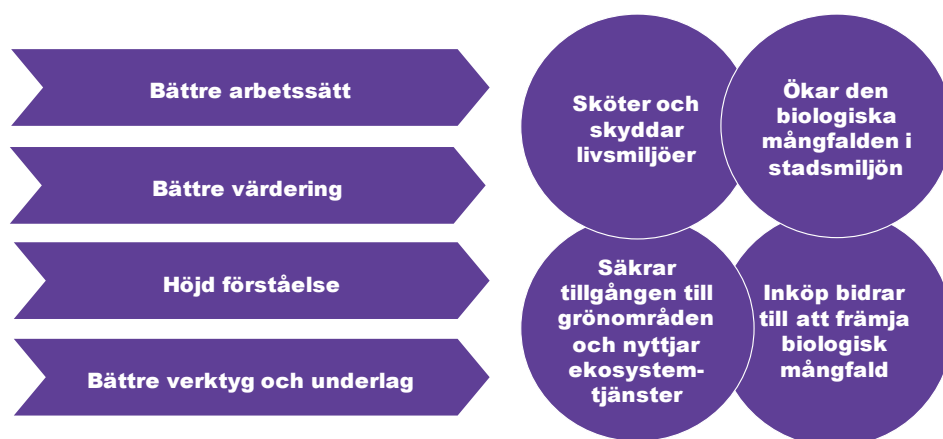 Bättre arbetssätt
Bättre värdering
Höjd förståelse
Bättre verktyg och underlag
Sköter och
skyddar
livsmiljöer
Ökar den
biologiska
mångfalden i
stadsmiljön
Säkrar
tillgången till
grönområden
och nyttjar
ekosystem-
tjänster
Inköp bidrar
till att främja
biologisk
mångfald